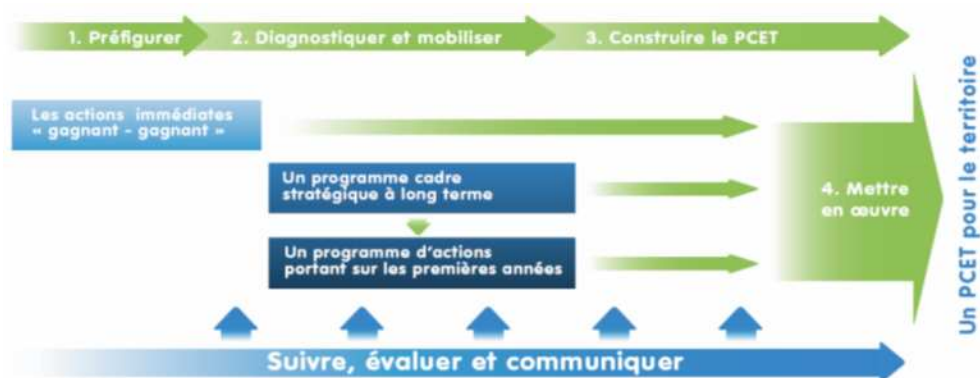 1. Préfigurer
2. Diagnostiquer et mobiliser
3. Construire le PCET
Les actions immédiates
« gagnant - gagnant »
Un programme cadre
stratégique à long terme
Un programme d'actions
portant sur les premières années
4. Mettre
en œuvre
Un PCET pour le territoire
Suivre, évaluer et communiquer